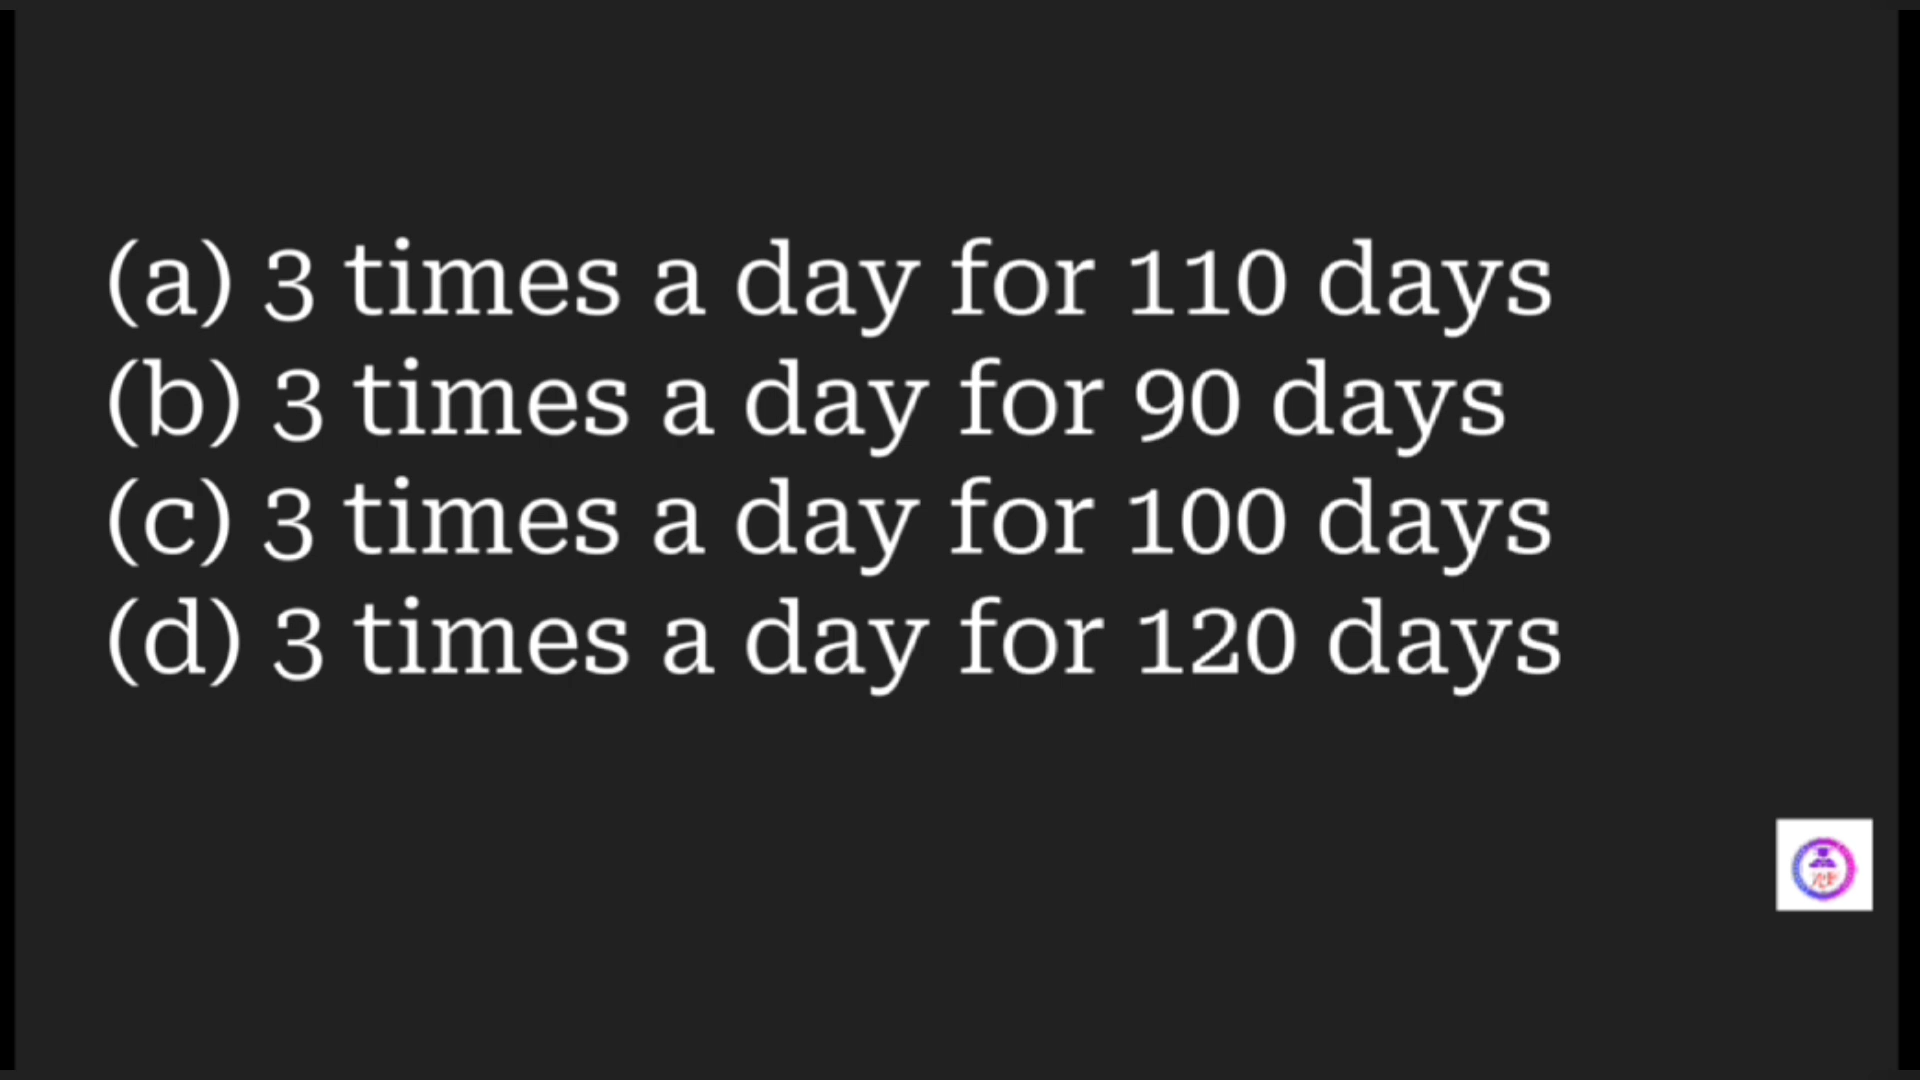 (a) 3 times a day for 110 days
(b) 3 times a day for 90 days
(c) 3 times a day for 100 days
(d) 3 times a day for 120 days